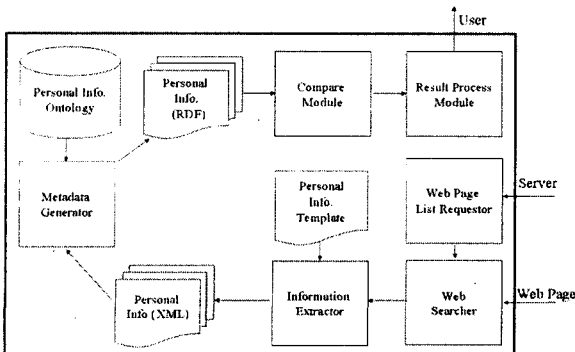 User
Personal Info.
Ontology
Personal
Info.
(RDF)
Compare
Module
Result Process
Module
Metadata
Generator
Personal
Info.
Template
Web Page
List Requestor
Server
Personal
Info (XML)
Information
Extractor
Web
Searcher
Web Page